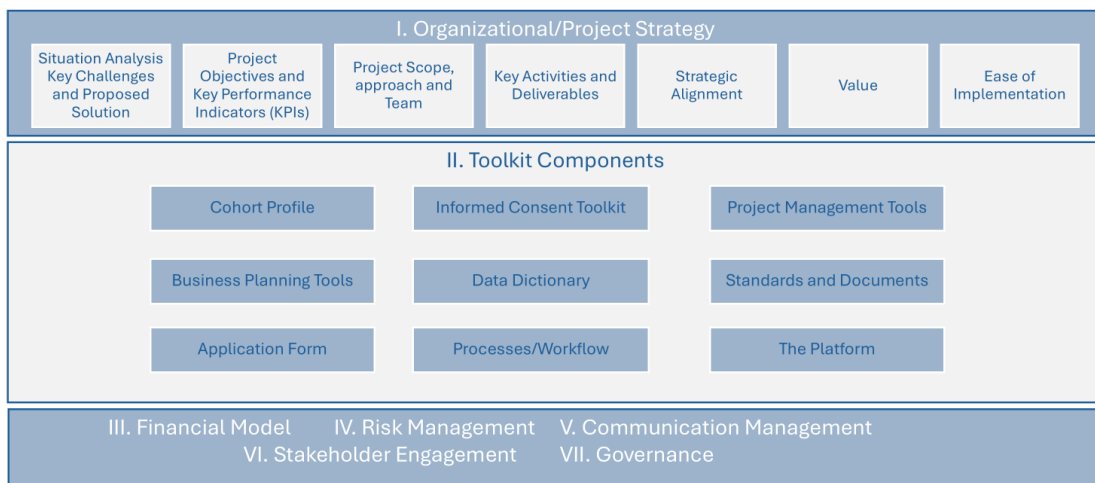 I. Organizational/Project Strategy
Situation Analysis
Key Challenges
and Proposed
Solution
Project
Objectives and
Key Performance
Indicators (KPIs)
Project Scope,
approach and
Team
Key Activities and
Deliverables
Strategic
Alignment
Value
Ease of
Implementation
II. Toolkit Components
Cohort Profile
Informed Consent Toolkit
Project Management Tools
Business Planning Tools
Data Dictionary
Standards and Documents
Application Form
Processes/Workflow
The Platform
III. Financial Model IV. Risk Management V. Communication Management
VI. Stakeholder Engagement VII. Governance